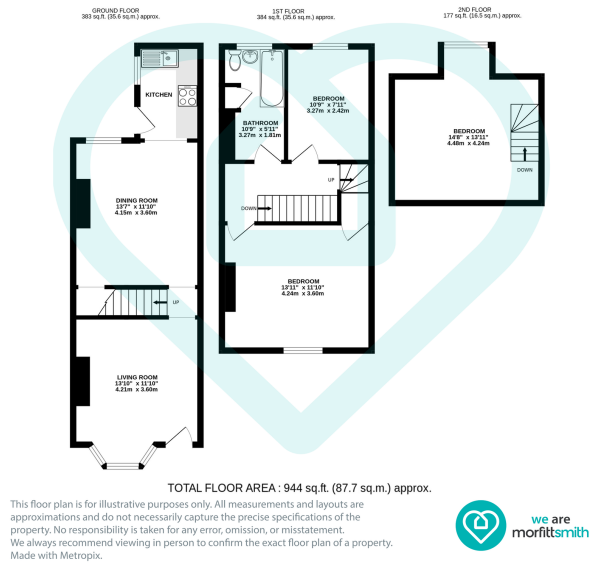 GROUND FLOOR
383 sq.ft. (35.6 sq.m.) approx.
1ST FLOOR
384 sq.ft. (35.6 sq.m.) approx.
2ND FLOOR
177 sq.ft. (16.5 sq.m.) approx.
KITCHEN
DINING ROOM
13'7" x 11'10"
4.15m x 3.60m
UP
LIVING ROOM
13'10" x 11'10"
4.21m x 3.60m
BATHROOM
10'9" x 5'11"
3.27m x 1.81m
BEDROOM
10'9" x 7'11"
3.27m x 2.42m
UP
DOWN
BEDROOM
13'11" x 11'10"
4.24m x 3.60m
BEDROOM
14'8" x 13'11"
4.48m x 4.24m
DOWN
TOTAL FLOOR AREA : 944 sq.ft. (87.7 sq.m.) approx.
This floor plan is for illustrative purposes only. All measurements and layouts are
approximations and do not necessarily capture the precise specifications of the
property. No responsibility is taken for any error, omission, or misstatement.
We always recommend viewing in person to confirm the exact floor plan of a property.
Made with Metropix.
we are
morfittsmith